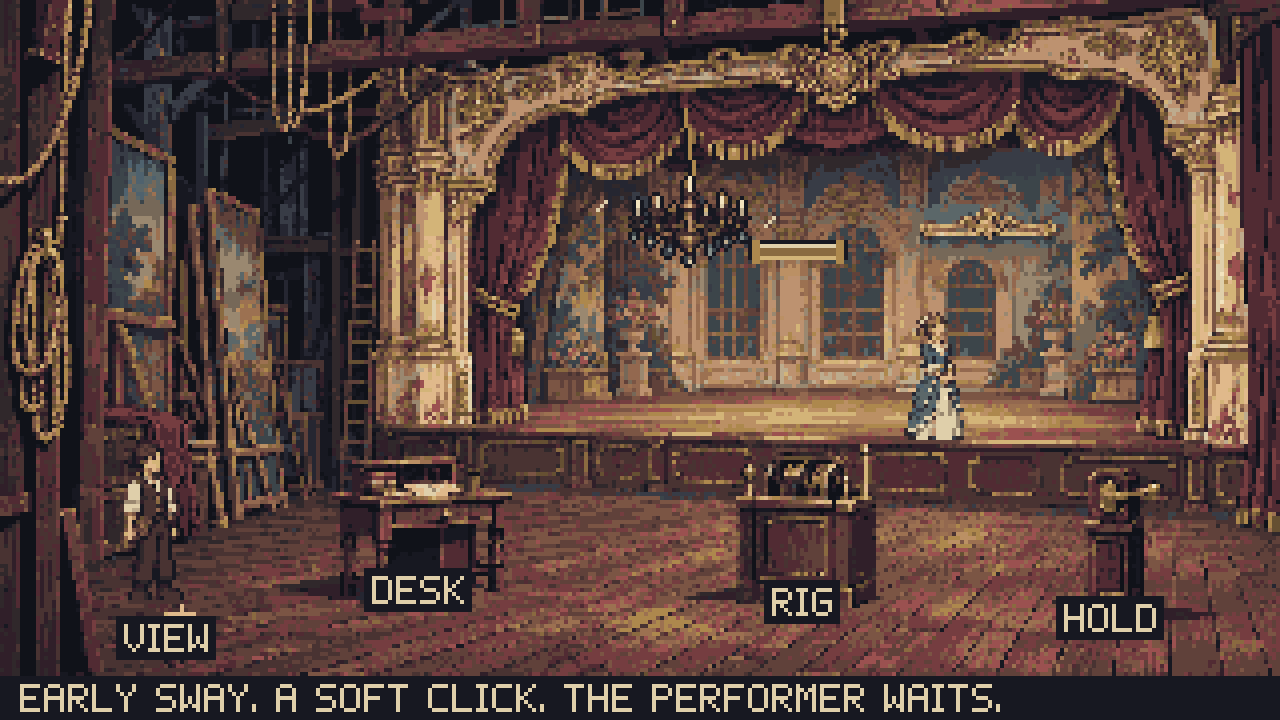 DESK
RIG
HOLD
VIEW
EARLY SWAY. A SOFT CLICK. THE PERFORMER WAITS.